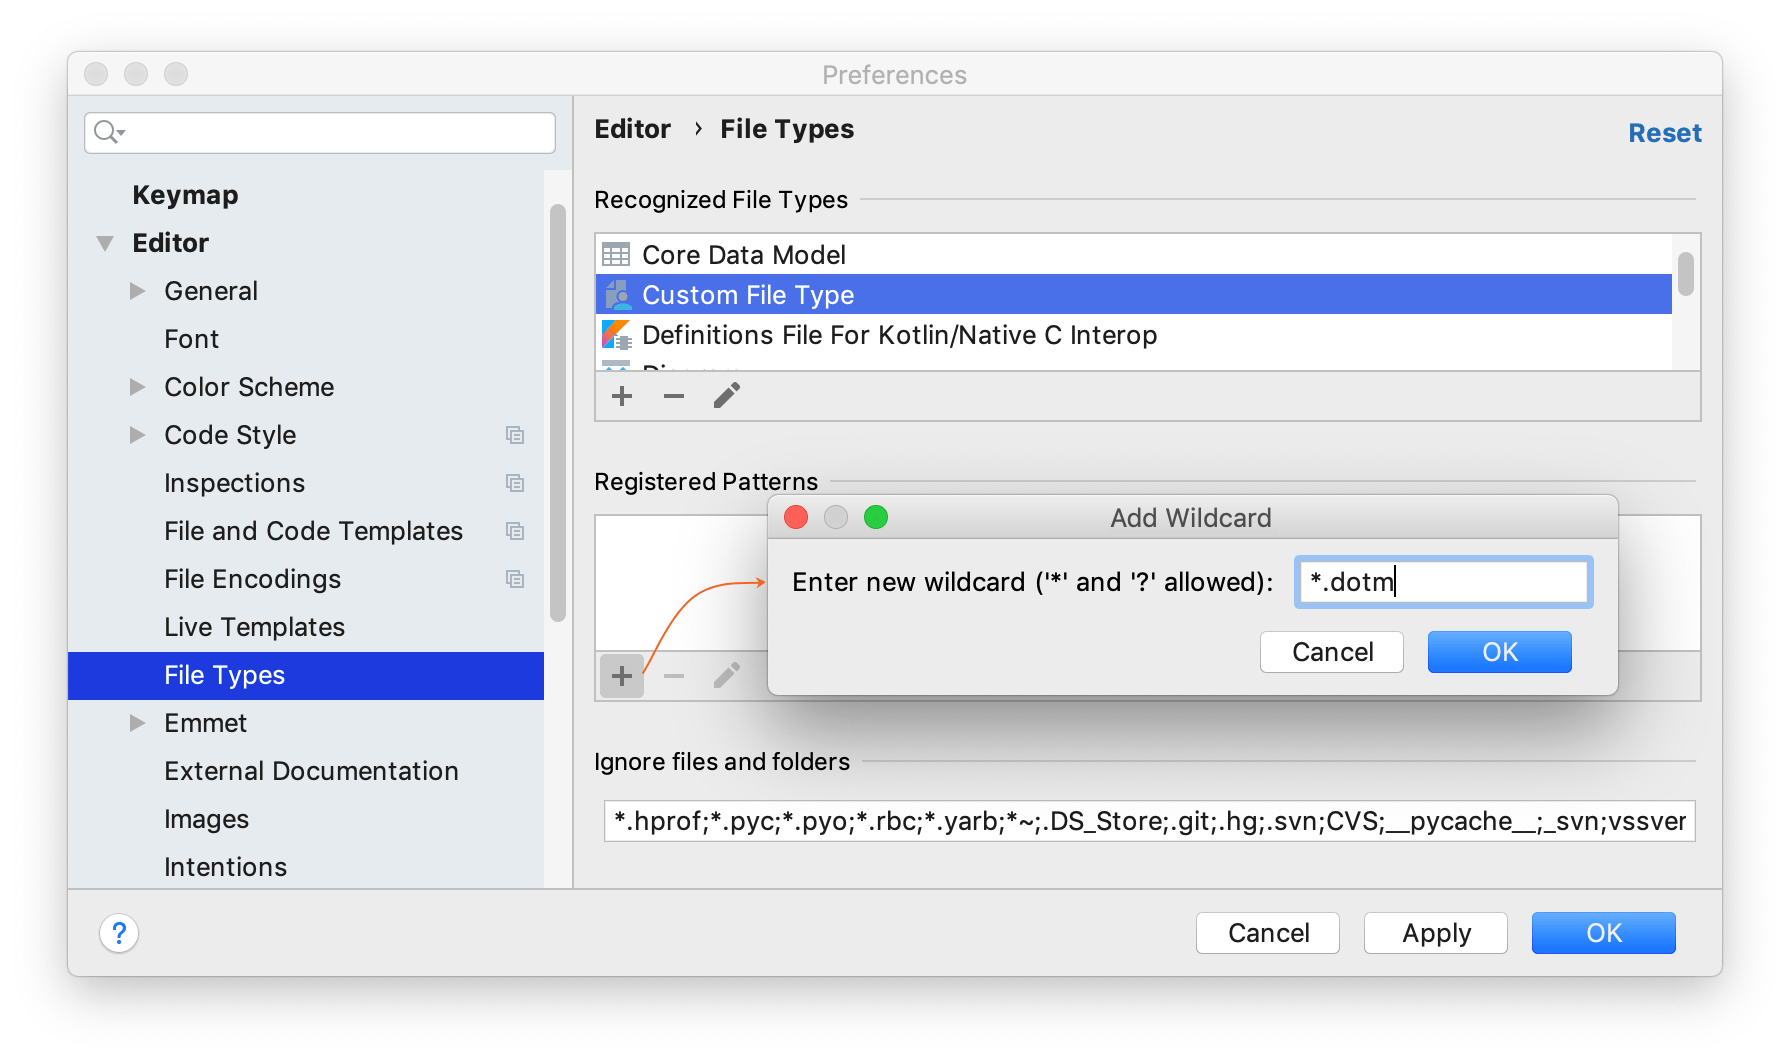 Preferences
Keymap
Editor
General
Font
Color Scheme
Code Style
Inspections
File and Code Templates
File Encodings
Live Templates
File Types
Emmet
External Documentation
Images
Intentions
Editor › File Types
Reset
Recognized File Types
Core Data Model
Custom File Type
Definitions File For Kotlin/Native C Interop
Registered Patterns
Add Wildcard
Enter new wildcard ('*' and '?' allowed): *.dotm
Cancel OK
Ignore files and folders
*.hprof;*.pyc;*.pyo;*.rbc;*.yarb;*~;.DS_Store;.git;.hg;.svn;CVS;__pycache__;_svn;vssver
? Cancel Apply OK